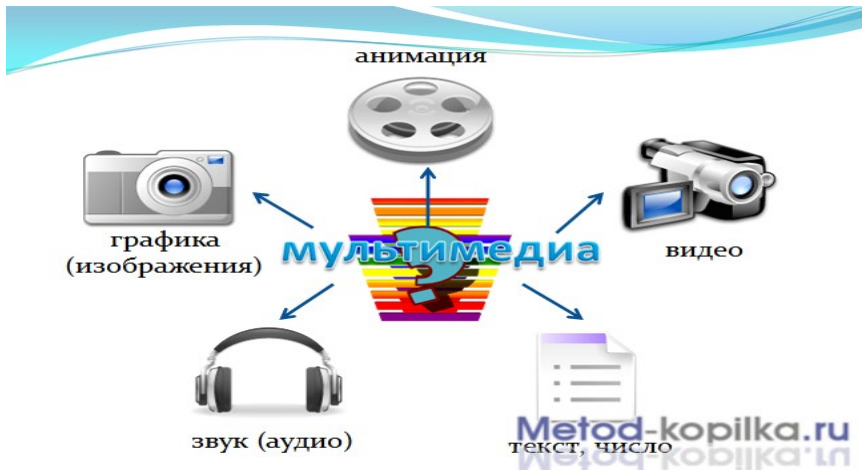 анимация
графика
(изображения)
мультимедиа
?
видео
звук (аудио)
текст, число
Metod-kopilka.ru